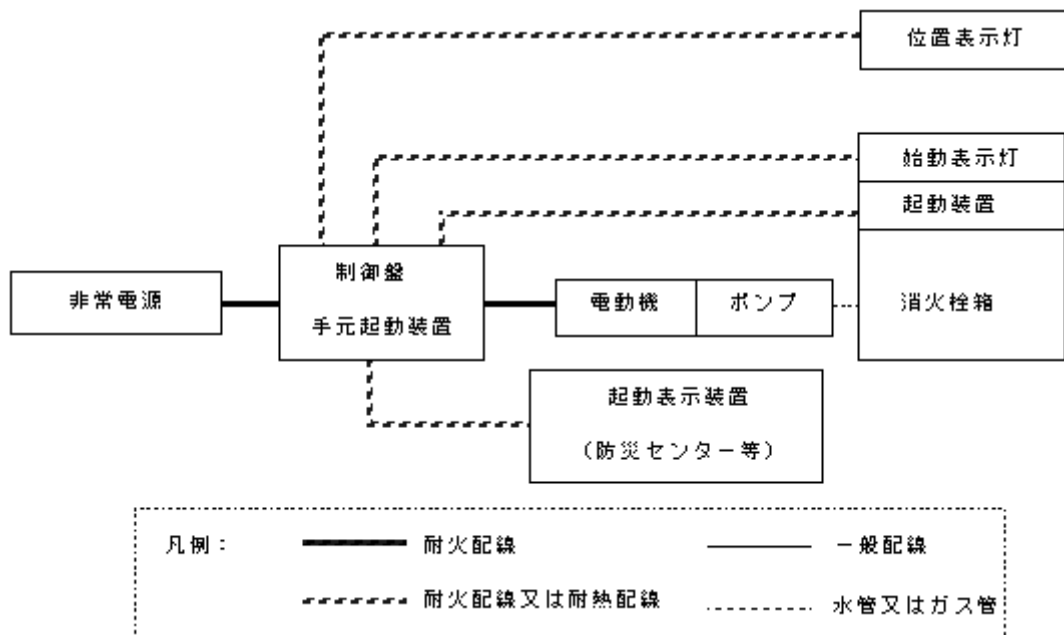 位置表示灯
始動表示灯
起動装置
制御盤
手元起動装置
非常電源
電動機
ポンプ
消火栓箱
起動表示装置
（防災センター等）
凡例：
耐火配線
一般配線
耐火配線又は耐熱配線
水管又はガス管